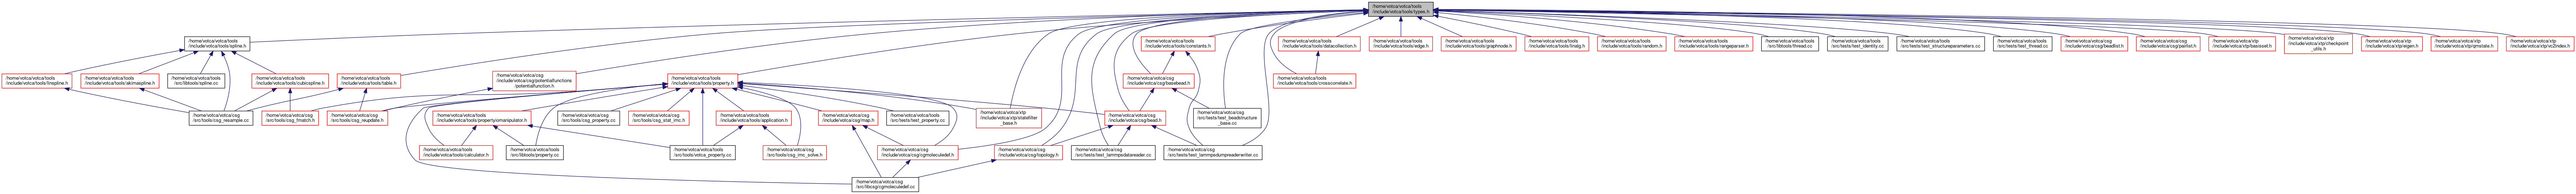 /home/votca/votca/tools
/include/votca/tools/types.h
/home/votca/votca/tools
/include/votca/tools/spline.h
/home/votca/votca/tools
/include/votca/tools/constants.h
/home/votca/votca/tools
/include/votca/tools/datacollection.h
/home/votca/votca/tools
/include/votca/tools/edge.h
/home/votca/votca/tools
/include/votca/tools/graphnode.h
/home/votca/votca/tools
/include/votca/tools/linalg.h
/home/votca/votca/tools
/include/votca/tools/random.h
/home/votca/votca/tools
/include/votca/tools/rangeparser.h
/home/votca/votca/tools
/src/libtools/thread.cc
/home/votca/votca/tools
/src/tests/test_identity.cc
/home/votca/votca/tools
/src/tests/test_structureparameters.cc
/home/votca/votca/tools
/src/tests/test_thread.cc
/home/votca/votca/csg
/include/votca/csg/beadlist.h
/home/votca/votca/csg
/include/votca/csg/pairlist.h
/home/votca/votca/xtp
/include/votca/xtp/basisset.h
/home/votca/votca/xtp
/include/votca/xtp/checkpoint
_utils.h
/home/votca/votca/xtp
/include/votca/xtp/eigen.h
/home/votca/votca/xtp
/include/votca/xtp/qmstate.h
/home/votca/votca/xtp
/include/votca/xtp/vc2index.h
/home/votca/votca/tools
/include/votca/tools/linspline.h
/home/votca/votca/tools
/include/votca/tools/akimaspline.h
/home/votca/votca/tools
/src/libtools/spline.cc
/home/votca/votca/tools
/include/votca/tools/cubicspline.h
/home/votca/votca/tools
/include/votca/tools/table.h
/home/votca/votca/csg
/include/votca/csg/potentialfunctions
/potentialfunction.h
/home/votca/votca/tools
/include/votca/tools/property.h
/home/votca/votca/csg
/include/votca/csg/basebead.h
/home/votca/votca/tools
/include/votca/tools/crosscorrelate.h
/home/votca/votca/csg
/src/tools/csg_resample.cc
/home/votca/votca/csg
/src/tools/csg_fmatch.h
/home/votca/votca/csg
/src/tools/csg_reupdate.h
/home/votca/votca/tools
/include/votca/tools/propertyiomanipulator.h
/home/votca/votca/csg
/src/tools/csg_property.cc
/home/votca/votca/csg
/src/tools/csg_stat_imc.h
/home/votca/votca/tools
/include/votca/tools/application.h
/home/votca/votca/csg
/include/votca/csg/map.h
/home/votca/votca/tools
/src/tests/test_property.cc
/home/votca/votca/xtp
/include/votca/xtp/statefilter
_base.h
/home/votca/votca/csg
/include/votca/csg/bead.h
/home/votca/votca/csg
/src/tests/test_beadstructure
_base.cc
/home/votca/votca/tools
/include/votca/tools/calculator.h
/home/votca/votca/tools
/src/libtools/property.cc
/home/votca/votca/tools
/src/tools/votca_property.cc
/home/votca/votca/csg
/src/tools/csg_imc_solve.h
/home/votca/votca/csg
/include/votca/csg/cgmoleculedef.h
/home/votca/votca/csg
/include/votca/csg/topology.h
/home/votca/votca/csg
/src/tests/test_lammpsdatareader.cc
/home/votca/votca/csg
/src/tests/test_lammpsdumpreaderwriter.cc
/home/votca/votca/csg
/src/libcsg/cgmoleculedef.cc